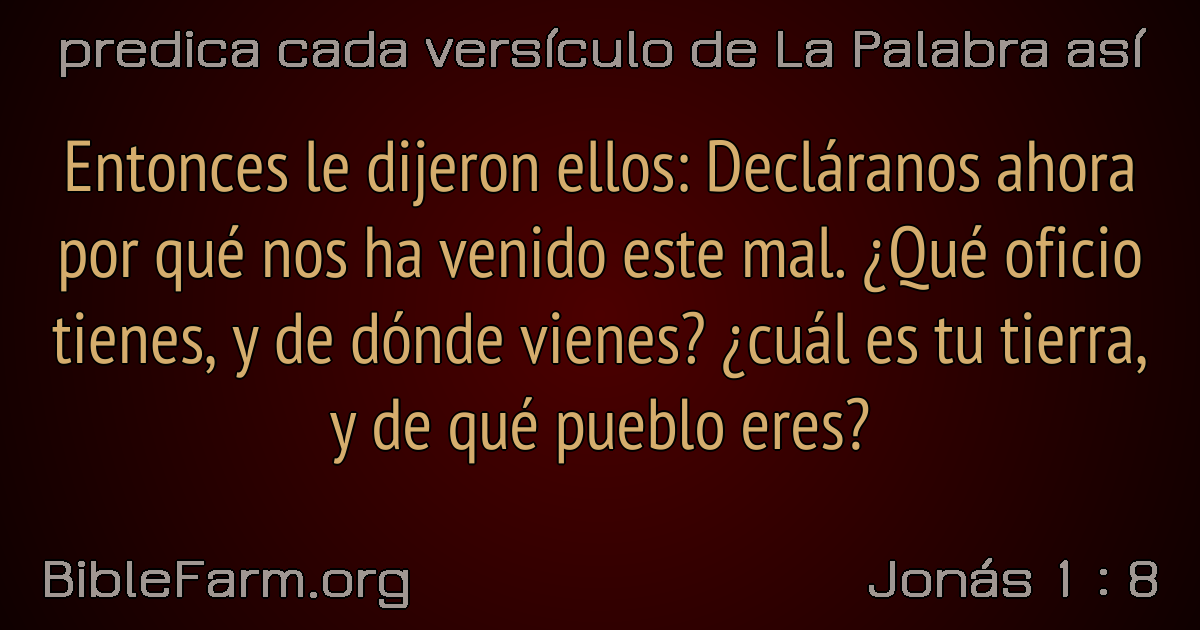 predica cada versículo de La Palabra así
Entonces le dijeron ellos: Decláranos ahora
por qué nos ha venido este mal. ¿Qué oficio
tienes, y de dónde vienes? ¿cuál es tu tierra,
y de qué pueblo eres?
BibleFarm.org
Jonás 1 : 8